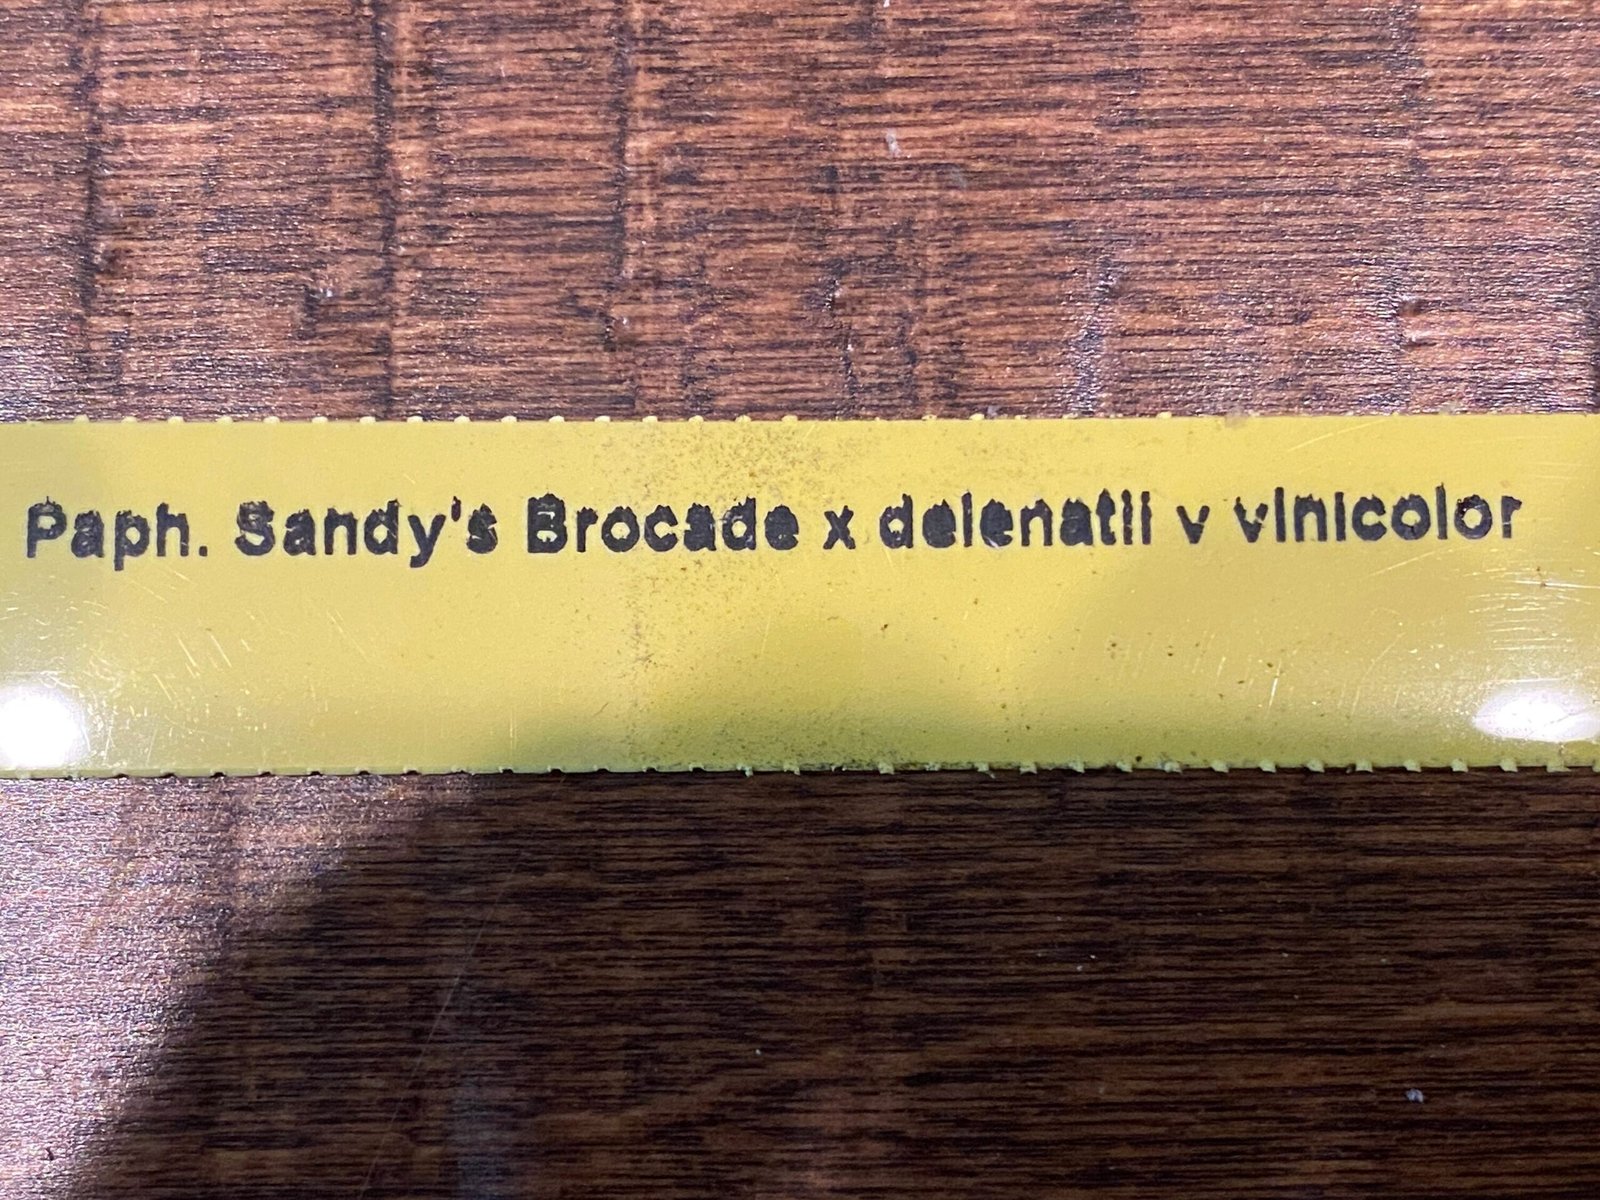 Paph. Sandy's Brocade x delenatii v vinicolor